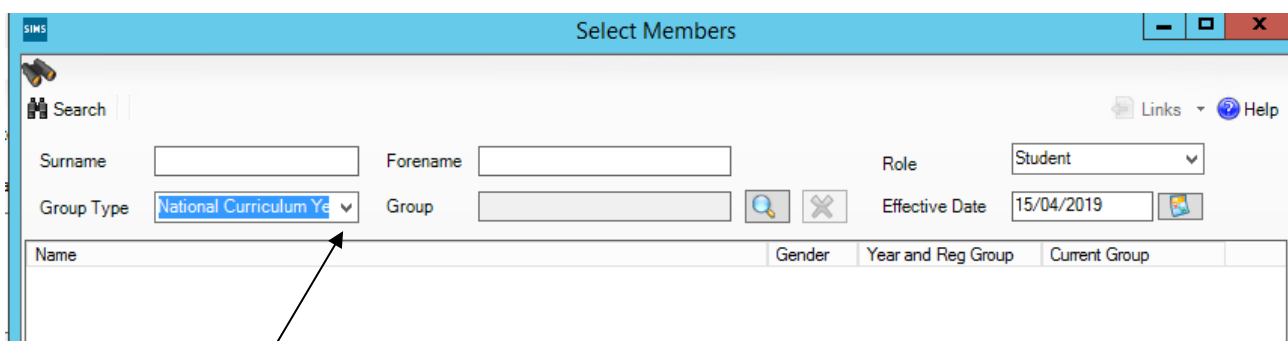 SIMS
Select Members
x
Search
Links
Help
Surname
Forename
Role
Student
Group Type
National Curriculum Ye
Group
Effective Date
15/04/2019
Name
Gender
Year and Reg Group
Current Group